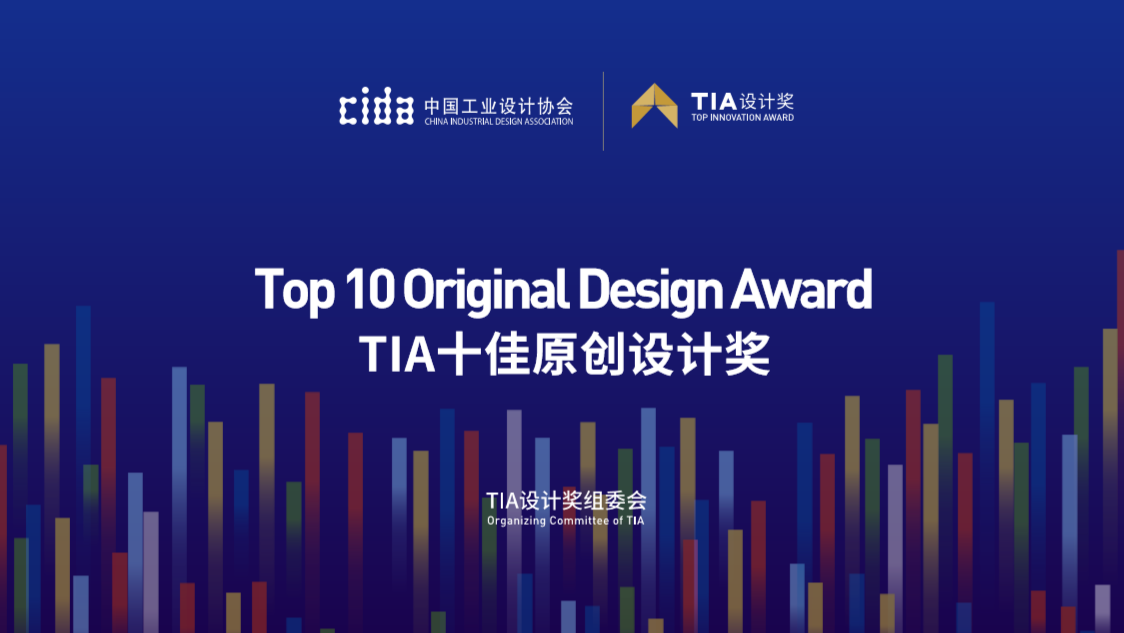 cida
中国工业设计协会
CHINA INDUSTRIAL DESIGN ASSOCIATION
TIA设计奖
TOP INNOVATION AWARD
Top 10 Original Design Award
TIA十佳原创设计奖
TIA设计奖组委会
Organizing Committee of TIA